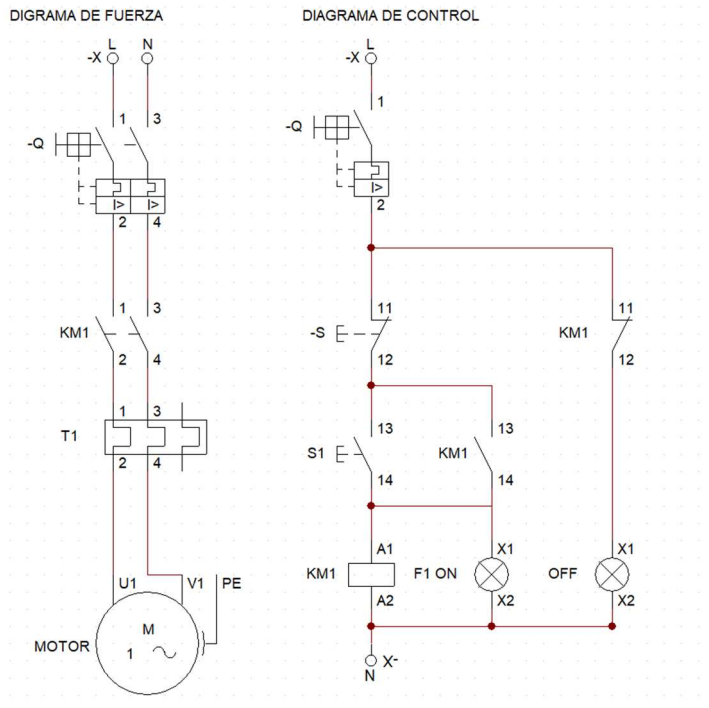 DIGRAMA DE FUERZA
DIAGRAMA DE CONTROL
L N
-X
L
-X
1 3
-Q
I> I>
2 4
1
-Q
I>
2
1 3
KM1
2 4
11
-S
12
11
KM1
12
1 3
T1
2 4
13
S1
14
13
KM1
14
U1 V1 PE
MOTOR
M
1
A1
KM1
A2
X1
F1 ON
X2
X1
OFF
X2
X-
N